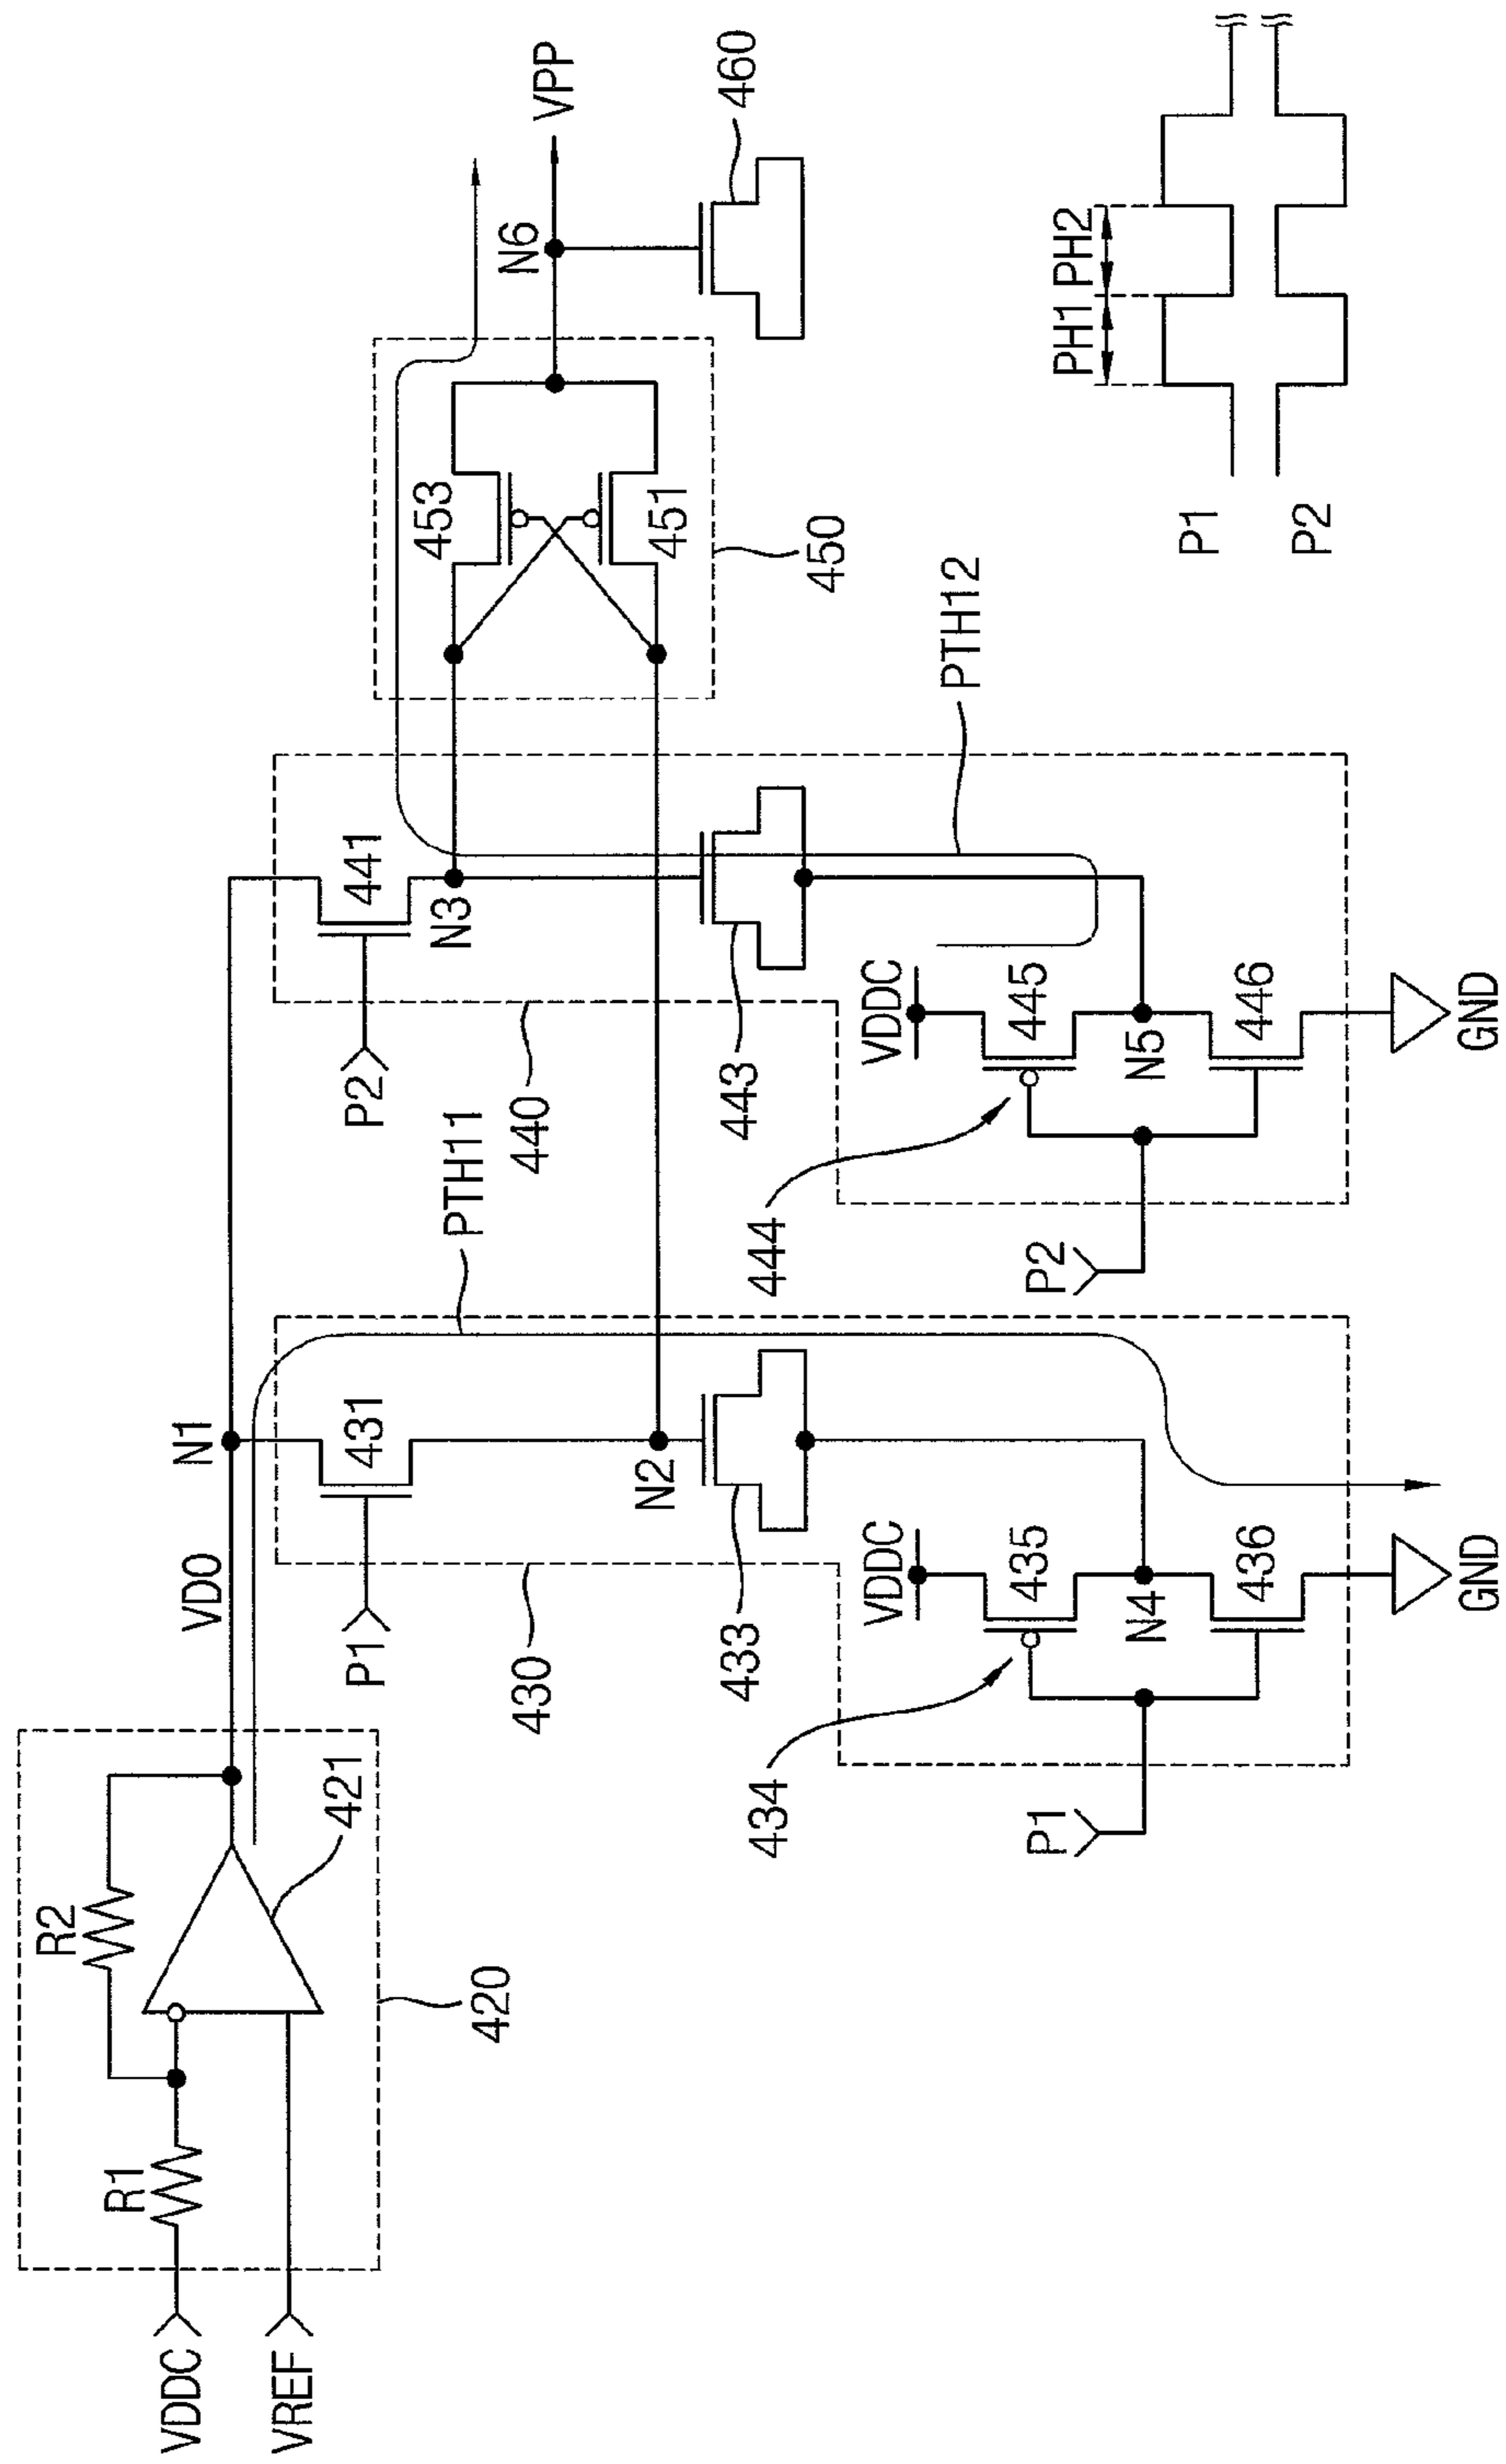 VDDC
VREF
R1
R2
421
420
VDO
N1
P1
431
430
N2
433
434
P1
VDDC
435
N4
436
GND
PTH11
P2
441
440
N3
443
444
P2
VDDC
445
N5
446
GND
PTH12
453
451
450
N6
VPP
460
P1
P2
PH1
PH2